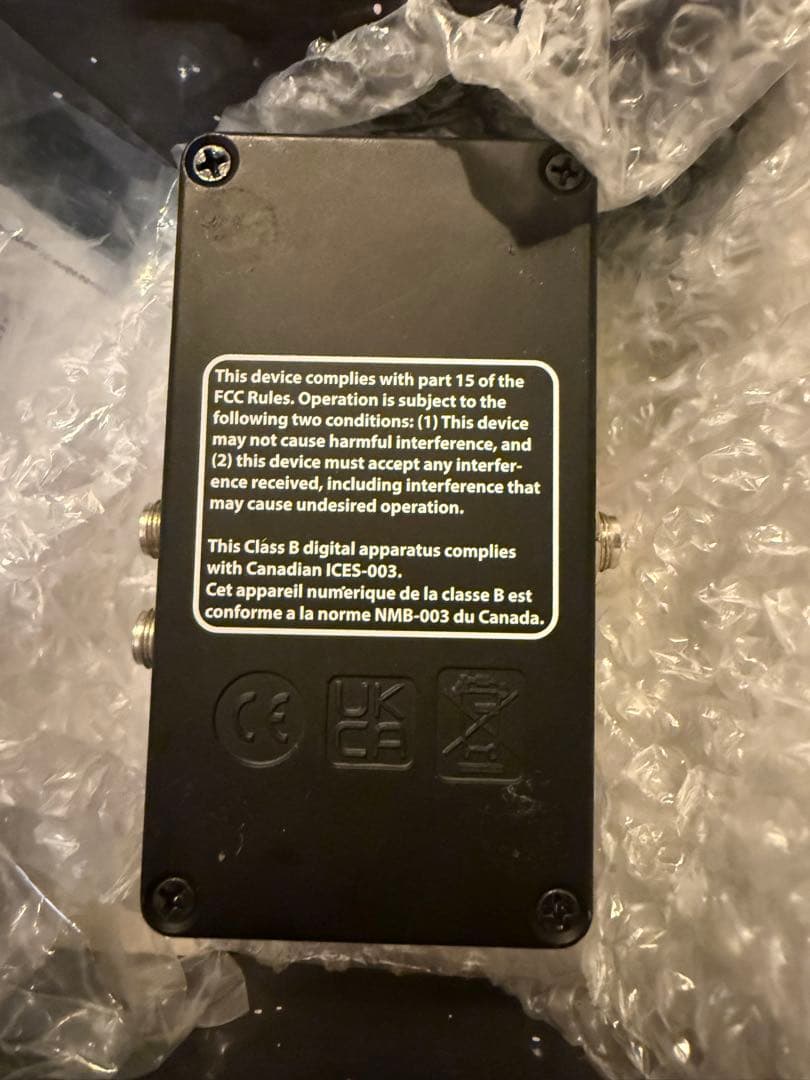 This device complies with part 15 of the
FCC Rules. Operation is subject to the
following two conditions: (1) This device
may not cause harmful interference, and
(2) this device must accept any interfer-
ence received, including interference that
may cause undesired operation.
This Class B digital apparatus complies
with Canadian ICES-003.
Cet appareil numerique de la classe B est
conforme a la norme NMB-003 du Canada.
CE
UK
CA